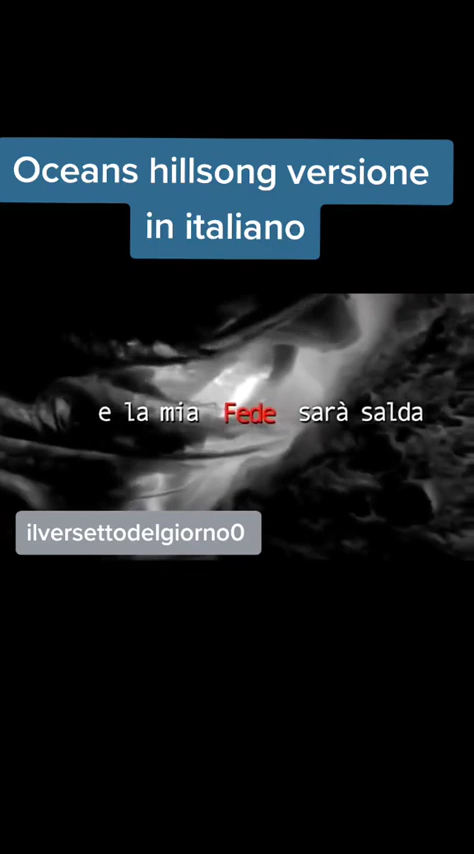 Oceans hillsong versione
in italiano
e la mia Fede sarà salda
ilversettodelgiorno0